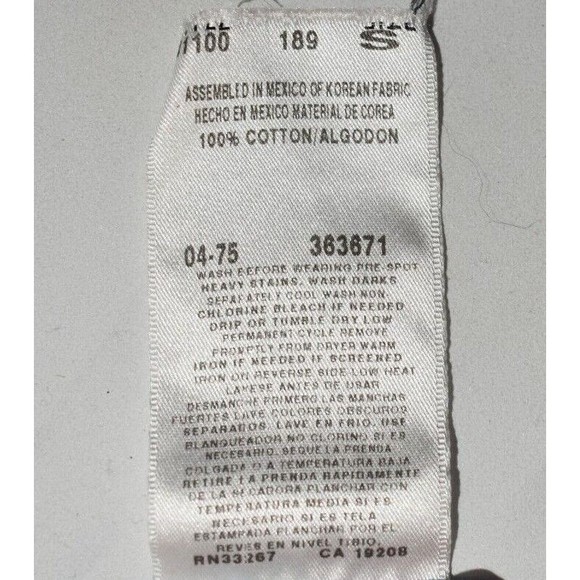 1100 189 S
ASSEMBLED IN MEXICO OF KOREAN FABRIC
HECHO EN MEXICO MATERIAL DE COREA
100% COTTON/ALGODON
04-75 363671
WASH BEFORE WEARING PRE-SPOT
HEAVY STAINS. WASH DARKS
SEPARATELY COOL WASH NON-
CHLORINE BLEACH IF NEEDED
DRIP OR TUMBLE DRY LOW
PERMANENT CYCLE REMOVE
PROMPTLY FROM DRYER WARM
IRON IF NEEDED IF SCREENED
IRON ON REVERSE SIDE LOW HEAT
LAVESE ANTES DE USAR
DESMANCHE PRIMERO LAS MANCHAS
FUERTES LAVE COLORES OBSCUROS
SEPARADOS. LAVE EN FRIO. USE
BLANQUEADOR NO CLORINO SI ES
NECESARIO. SEQUE LA PRENDA
COLGADA O A TEMPERATURA BAJA
RETIRE LA PRENDA RAPIDAMENTE
DE LA SECADORA PLANCHAR CON
TEMPERATURA MEDIA SI ES
NECESARIO SI ES TELA
ESTAMPADA PLANCHAR POR EL
REVES EN NIVEL TIBIO.
RN33267 CA 19208